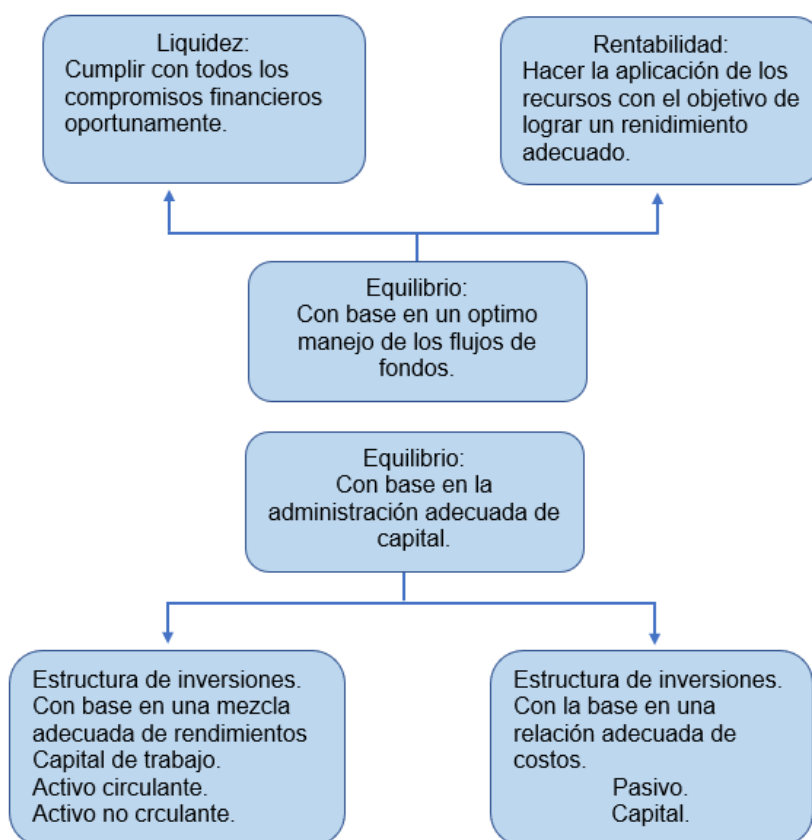 Liquidez:
Cumplir con todos los
compromisos financieros
oportunamente.
Rentabilidad:
Hacer la aplicación de los
recursos con el objetivo de
lograr un renidimiento
adecuado.
Equilibrio:
Con base en un optimo
manejo de los flujos de
fondos.
Equilibrio:
Con base en la
administración adecuada de
capital.
Estructura de inversiones.
Con base en una mezcla
adecuada de rendimientos
Capital de trabajo.
Activo circulante.
Activo no crculante.
Estructura de inversiones.
Con la base en una
relación adecuada de
costos.
Pasivo.
Capital.